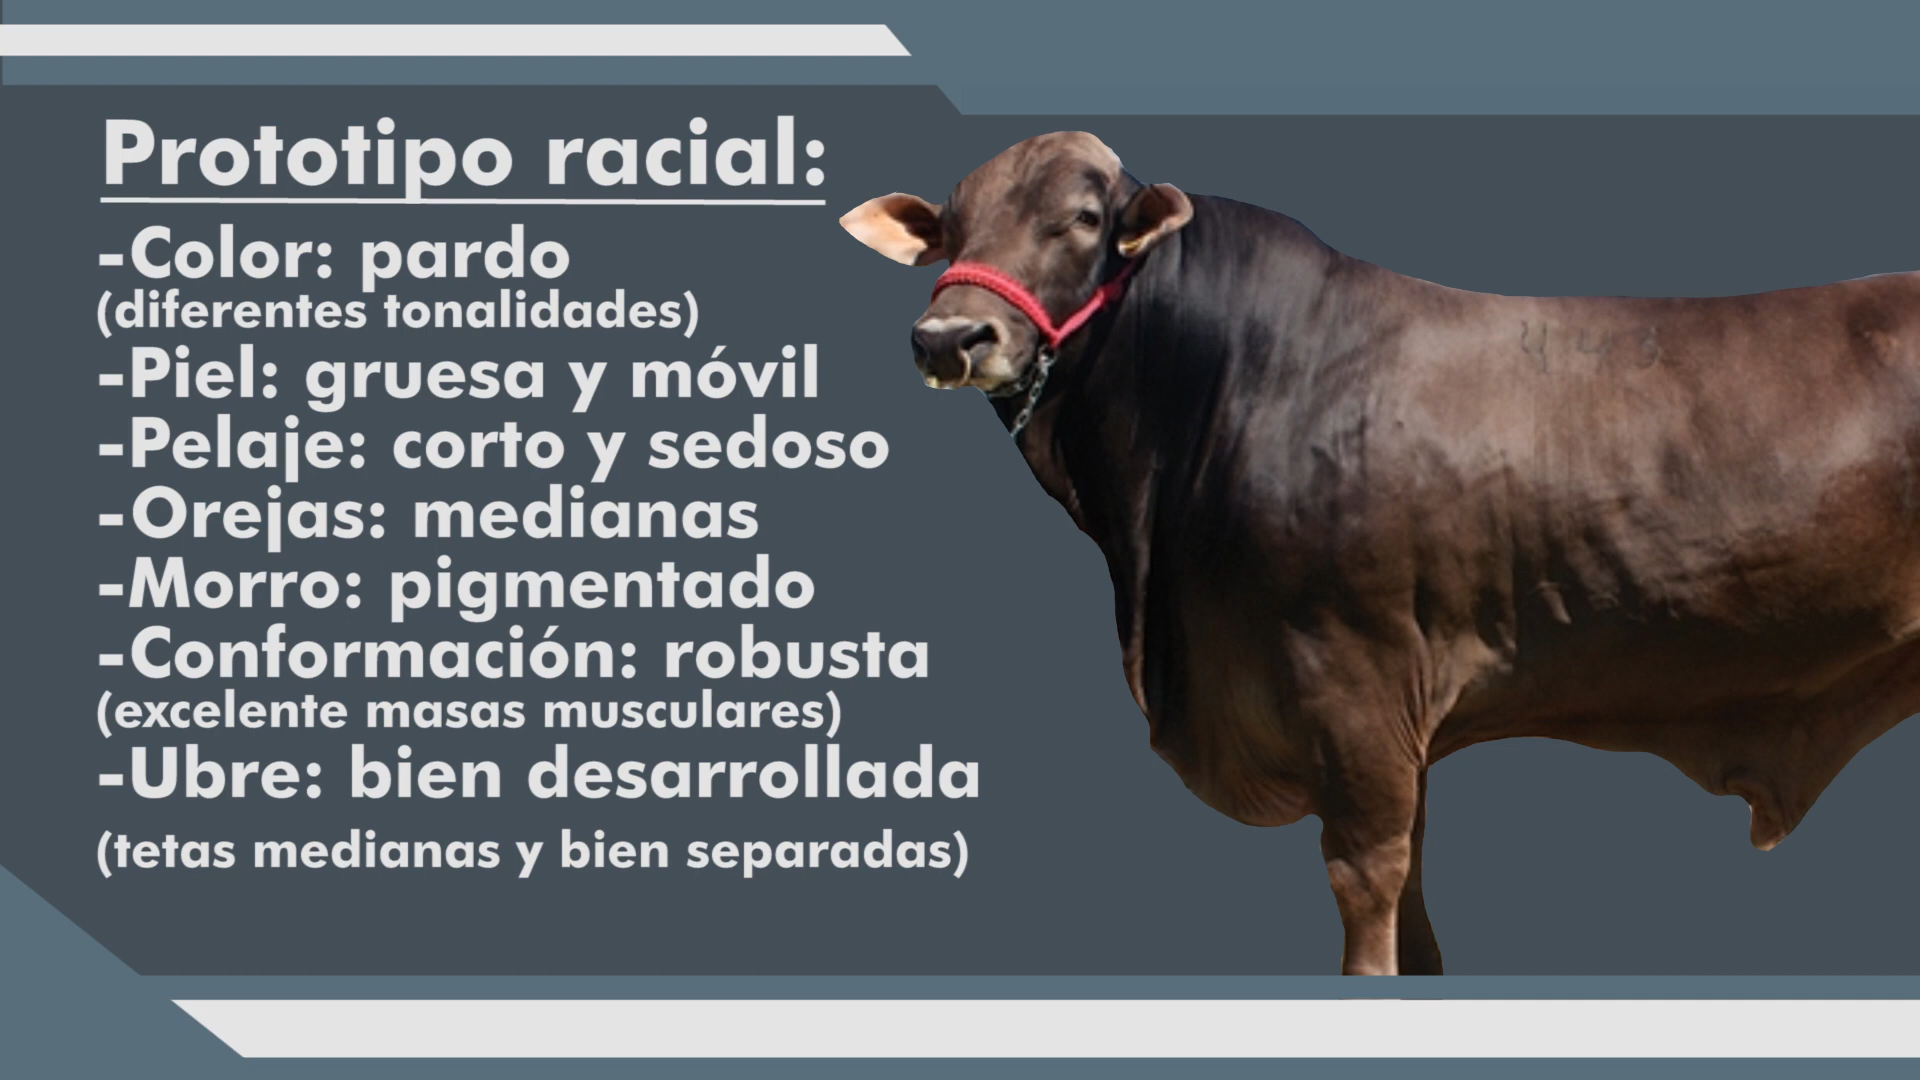 Prototipo racial:
-Color: pardo
(diferentes tonalidades)
-Piel: gruesa y móvil
-Pelaje: corto y sedoso
-Orejas: medianas
-Morro: pigmentado
-Conformación: robusta
(excelente masas musculares)
-Ubre: bien desarrollada
(tetas medianas y bien separadas)